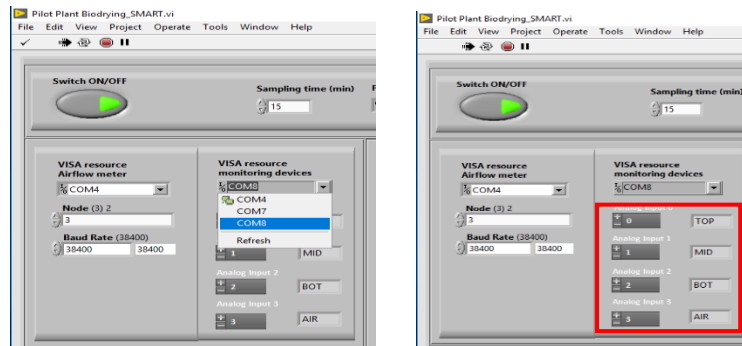 Pilot Plant Biodrying_SMART.vi
File Edit View Project Operate Tools Window Help
Switch ON/OFF
Sampling time (min)
15
VISA resource
Airflow meter
COM4
Node (3) 2
3
Baud Rate (38400)
38400 38400
VISA resource
monitoring devices
COM8
COM4
COM7
COM8
Refresh
1 MID
Analog Input 2
2 BOT
Analog Input 3
3 AIR
Pilot Plant Biodrying_SMART.vi
File Edit View Project Operate Tools Window Help
Switch ON/OFF
Sampling time (min)
15
VISA resource
Airflow meter
COM4
Node (3) 2
3
Baud Rate (38400)
38400 38400
VISA resource
monitoring devices
COM8
0 TOP
Analog Input 1
1 MID
Analog Input 2
2 BOT
Analog Input 3
3 AIR